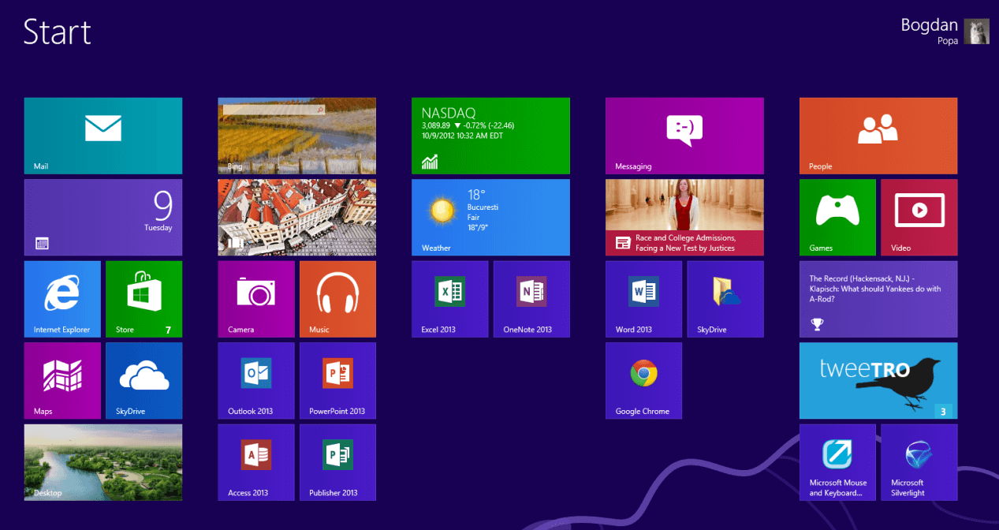 Start
Bogdan
Popa
Mail
9
Tuesday
Internet Explorer
Store
7
Maps
SkyDrive
Desktop
Bing
Camera
Music
Outlook 2013
PowerPoint 2013
Access 2013
Publisher 2013
NASDAQ
3,089.89 ▼ -0.72% (-22.46)
10/9/2012 10:32 AM EDT
18°
Bucuresti
Fair
18°/9°
Weather
Excel 2013
OneNote 2013
Messaging
Race and College Admissions,
Facing a New Test by Justices
Word 2013
SkyDrive
Google Chrome
People
Games
Video
The Record (Hackensack, N.J.) -
Klapisch: What should Yankees do with
A-Rod?
tweeTRO
3
Microsoft Mouse
and Keyboard...
Microsoft
Silverlight